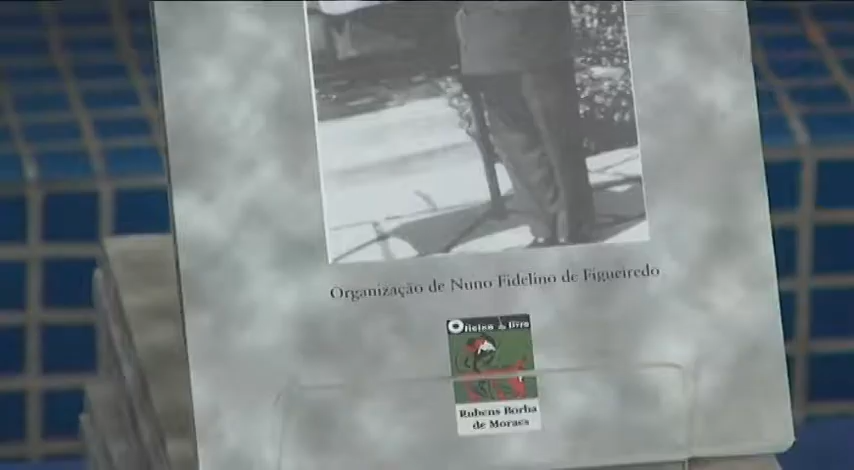 Organização de Nuno Fidelino de Figueiredo
Oficina do livro
Rubens Borba
de Moraes